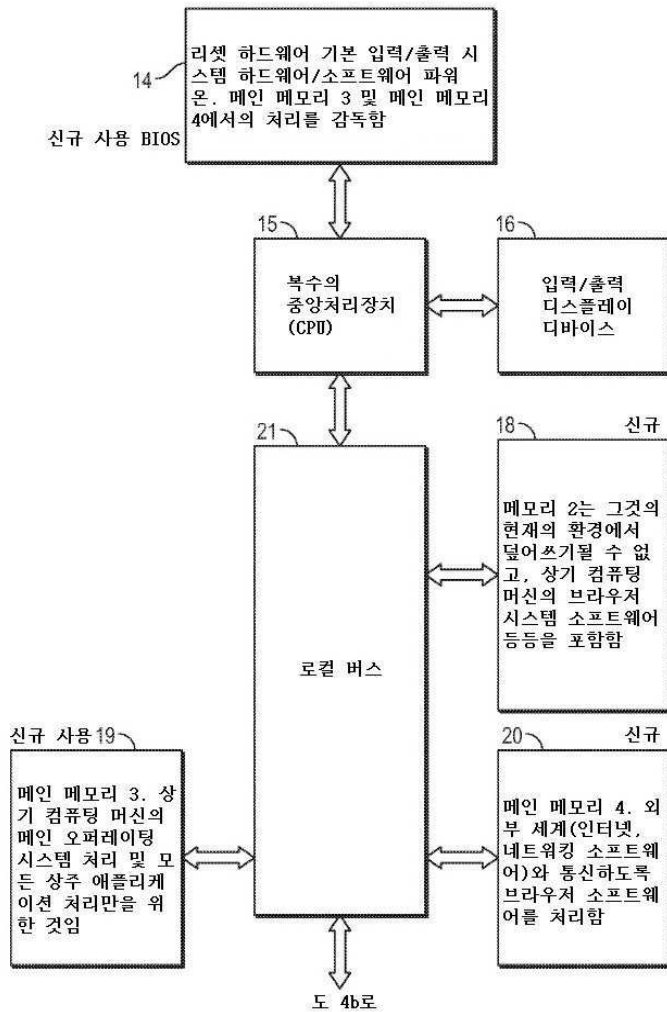 14
리셋 하드웨어 기본 입력/출력 시
스템 하드웨어/소프트웨어 파워
온. 메인 메모리 3 및 메인 메모리
4에서의 처리를 감독함
신규 사용 BIOS
15
복수의
중앙처리장치
(CPU)
16
입력/출력
디스플레이
디바이스
21
로컬 버스
18
신규
메모리 2는 그것의
현재의 환경에서
덮어쓰기될 수 없
고, 상기 컴퓨팅
머신의 브라우저
시스템 소프트웨어
등등을 포함함
신규 사용 19
메인 메모리 3. 상
기 컴퓨팅 머신의
메인 오퍼레이팅
시스템 처리 및 모
든 상주 애플리케
이션 처리만을 위
한 것임
20
신규
메인 메모리 4. 외
부 세계(인터넷,
네트워킹 소프트웨
어)와 통신하도록
브라우저 소프트웨
어를 처리함
도 4b로